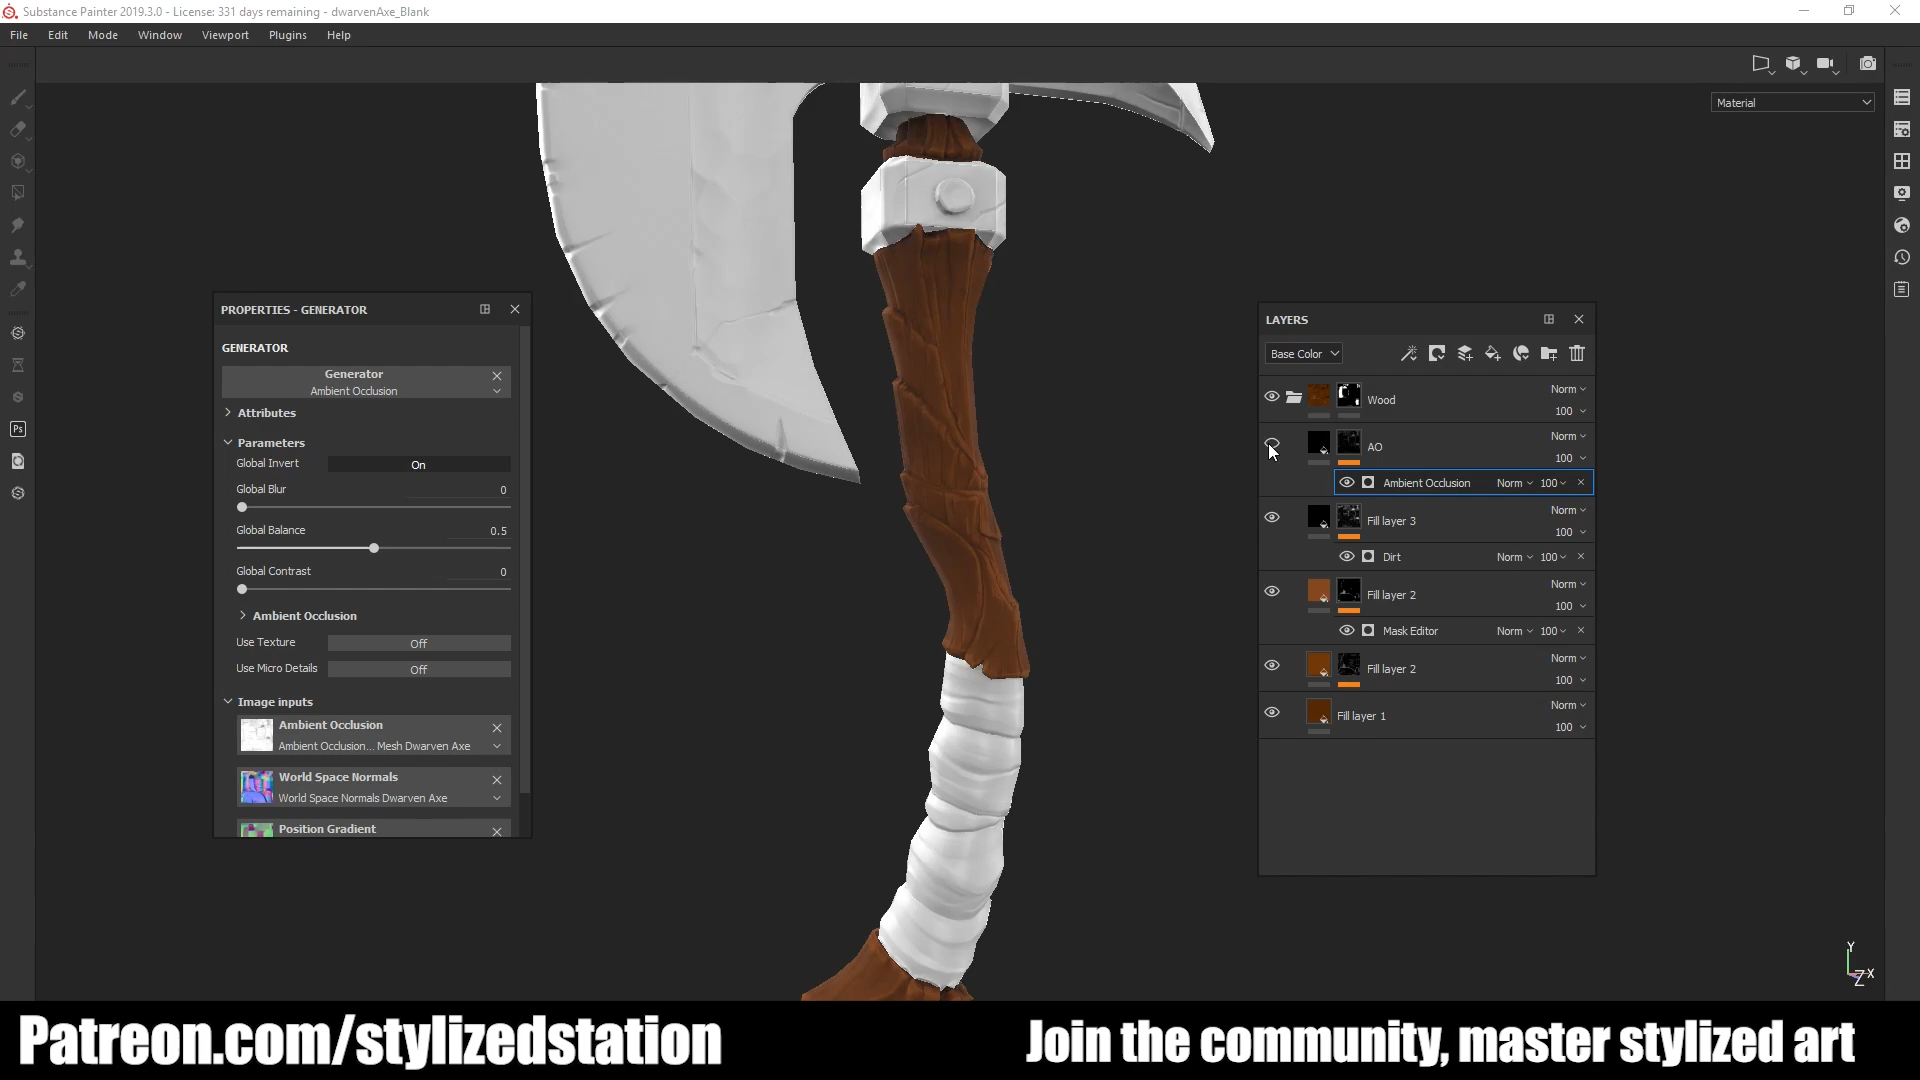 Substance Painter 2019.3.0 - License: 331 days remaining - dwarvenAxe_Blank
File Edit Mode Window Viewport Plugins Help
Material
PROPERTIES - GENERATOR
GENERATOR
Generator
Ambient Occlusion
Attributes
Parameters
Global Invert On
Global Blur 0
Global Balance 0.5
Global Contrast 0
Ambient Occlusion
Use Texture Off
Use Micro Details Off
Image inputs
Ambient Occlusion
Ambient Occlusion... Mesh Dwarven Axe
World Space Normals
World Space Normals Dwarven Axe
Position Gradient
LAYERS
Base Color
Wood Norm 100
AO Norm 100
Ambient Occlusion Norm 100
Fill layer 3 Norm 100
Dirt Norm 100
Fill layer 2 Norm 100
Mask Editor Norm 100
Fill layer 2 Norm 100
Fill layer 1 Norm 100
Ps
Y
Z X
Patreon.com/stylizedstation
Join the community, master stylized art